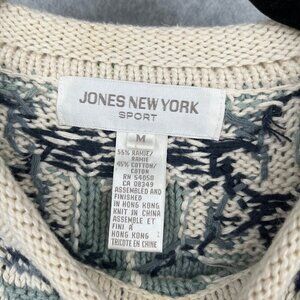 JONES NEW YORK
SPORT
M
55% RAMIE/
RAMIE
45% COTTON/
COTON
RN 54050
CA 08349
ASSEMBLED AND
FINISHED
IN HONG KONG
KNIT IN CHINA
ASSEMBLE ET
FINI A
HONG KONG
TRICOTE EN CHINE